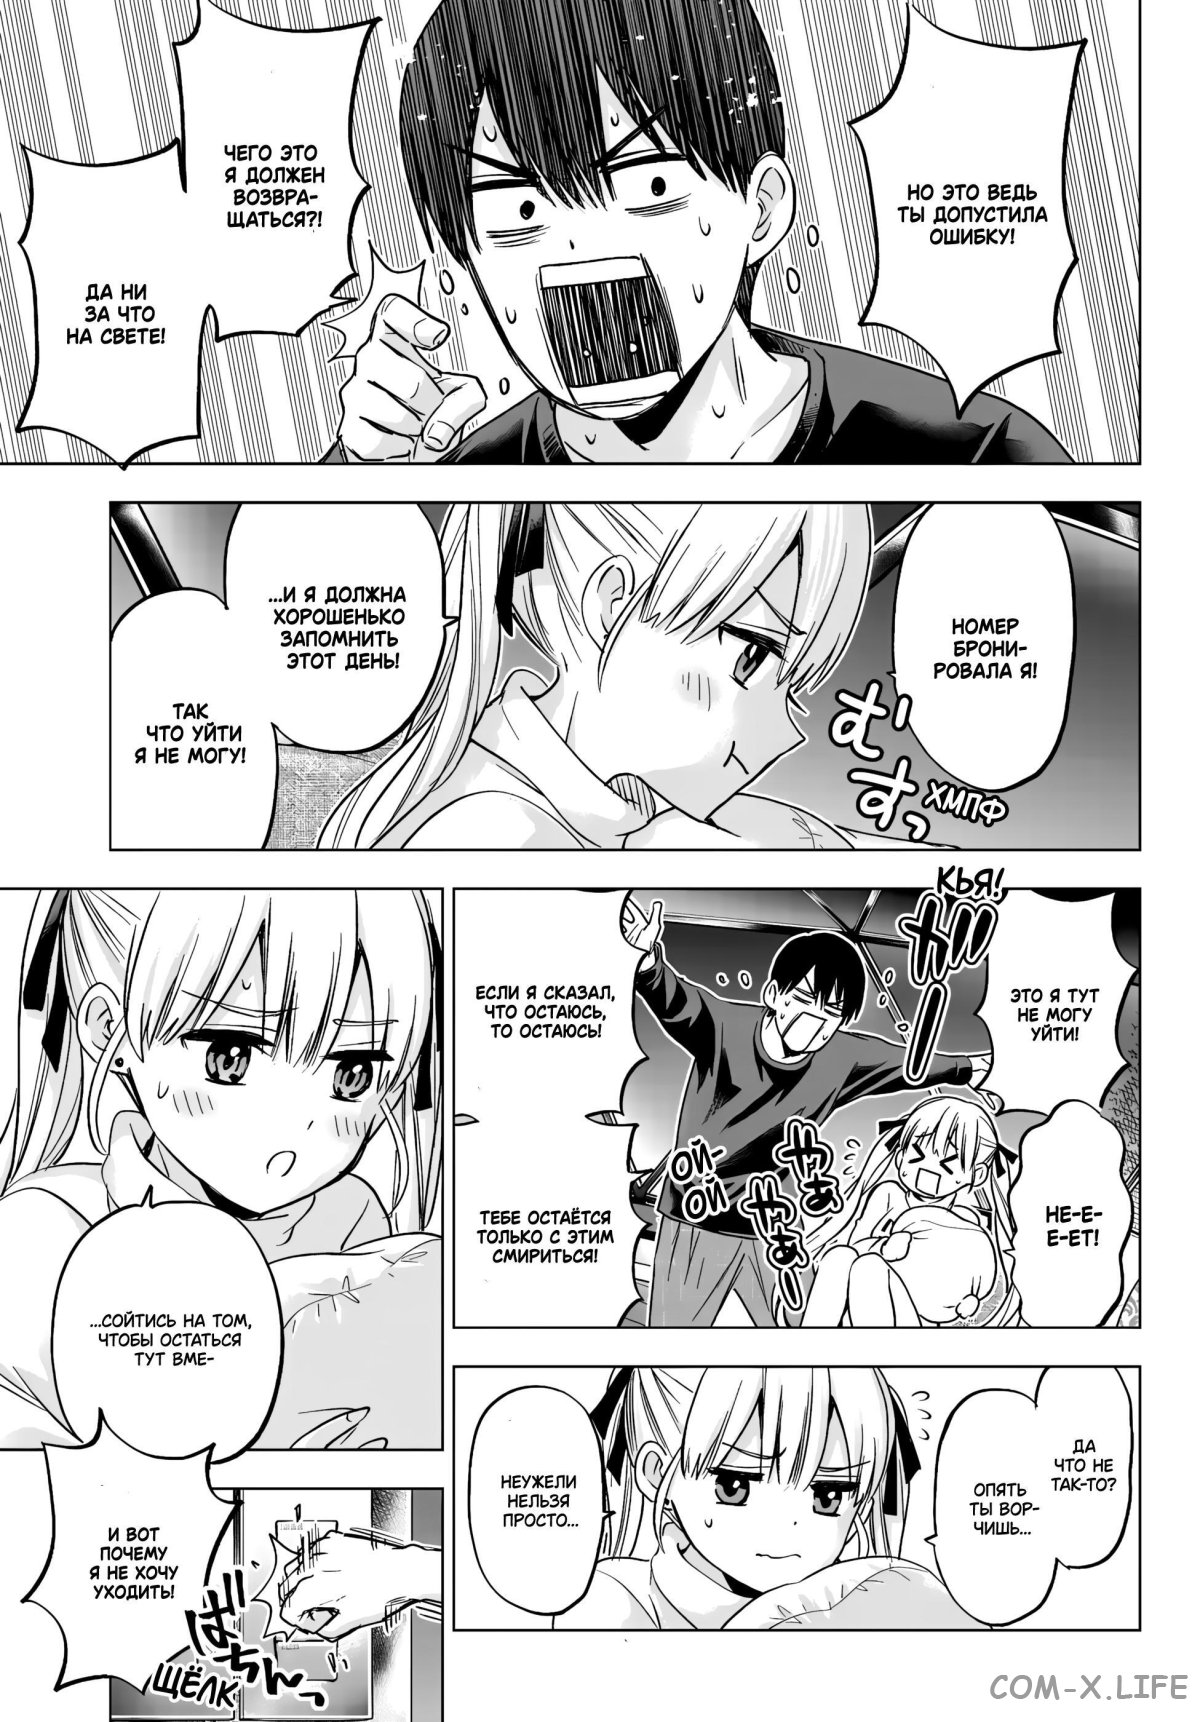 НО ЭТО ВЕДЬ
ТЫ ДОПУСТИЛА
ОШИБКУ!
ЧЕГО ЭТО
Я ДОЛЖЕН
ВОЗВРА-
ЩАТЬСЯ?!
ДА НИ
ЗА ЧТО
НА СВЕТЕ!
НОМЕР
БРОНИ-
РОВАЛА Я!
むすっ
ХМПФ
...И Я ДОЛЖНА
ХОРОШЕНЬКО
ЗАПОМНИТЬ
ЭТОТ ДЕНЬ!
ТАК
ЧТО УЙТИ
Я НЕ МОГУ!
КЬЯ!
ЭТО Я ТУТ
НЕ МОГУ
УЙТИ!
НЕ-Е-
Е-ЕТ!
ЕСЛИ Я СКАЗАЛ,
ЧТО ОСТАЮСЬ,
ТО ОСТАЮСЬ!
やぁ
やぁー
ОЙ-
ОЙ
ТЕБЕ ОСТАЁТСЯ
ТОЛЬКО С ЭТИМ
СМИРИТЬСЯ!
ДА
ЧТО НЕ
ТАК-ТО?
ОПЯТЬ
ТЫ ВОР-
ЧИШЬ...
НЕУЖЕЛИ
НЕЛЬЗЯ
ПРОСТО...
...СОЙТИСЬ НА ТОМ,
ЧТОБЫ ОСТАТЬСЯ
ТУТ ВМЕ-
И ВОТ
ПОЧЕМУ
Я НЕ ХОЧУ
УХОДИТЬ!
ばちんっ
ЩЁЛК
COM-X.LIFE